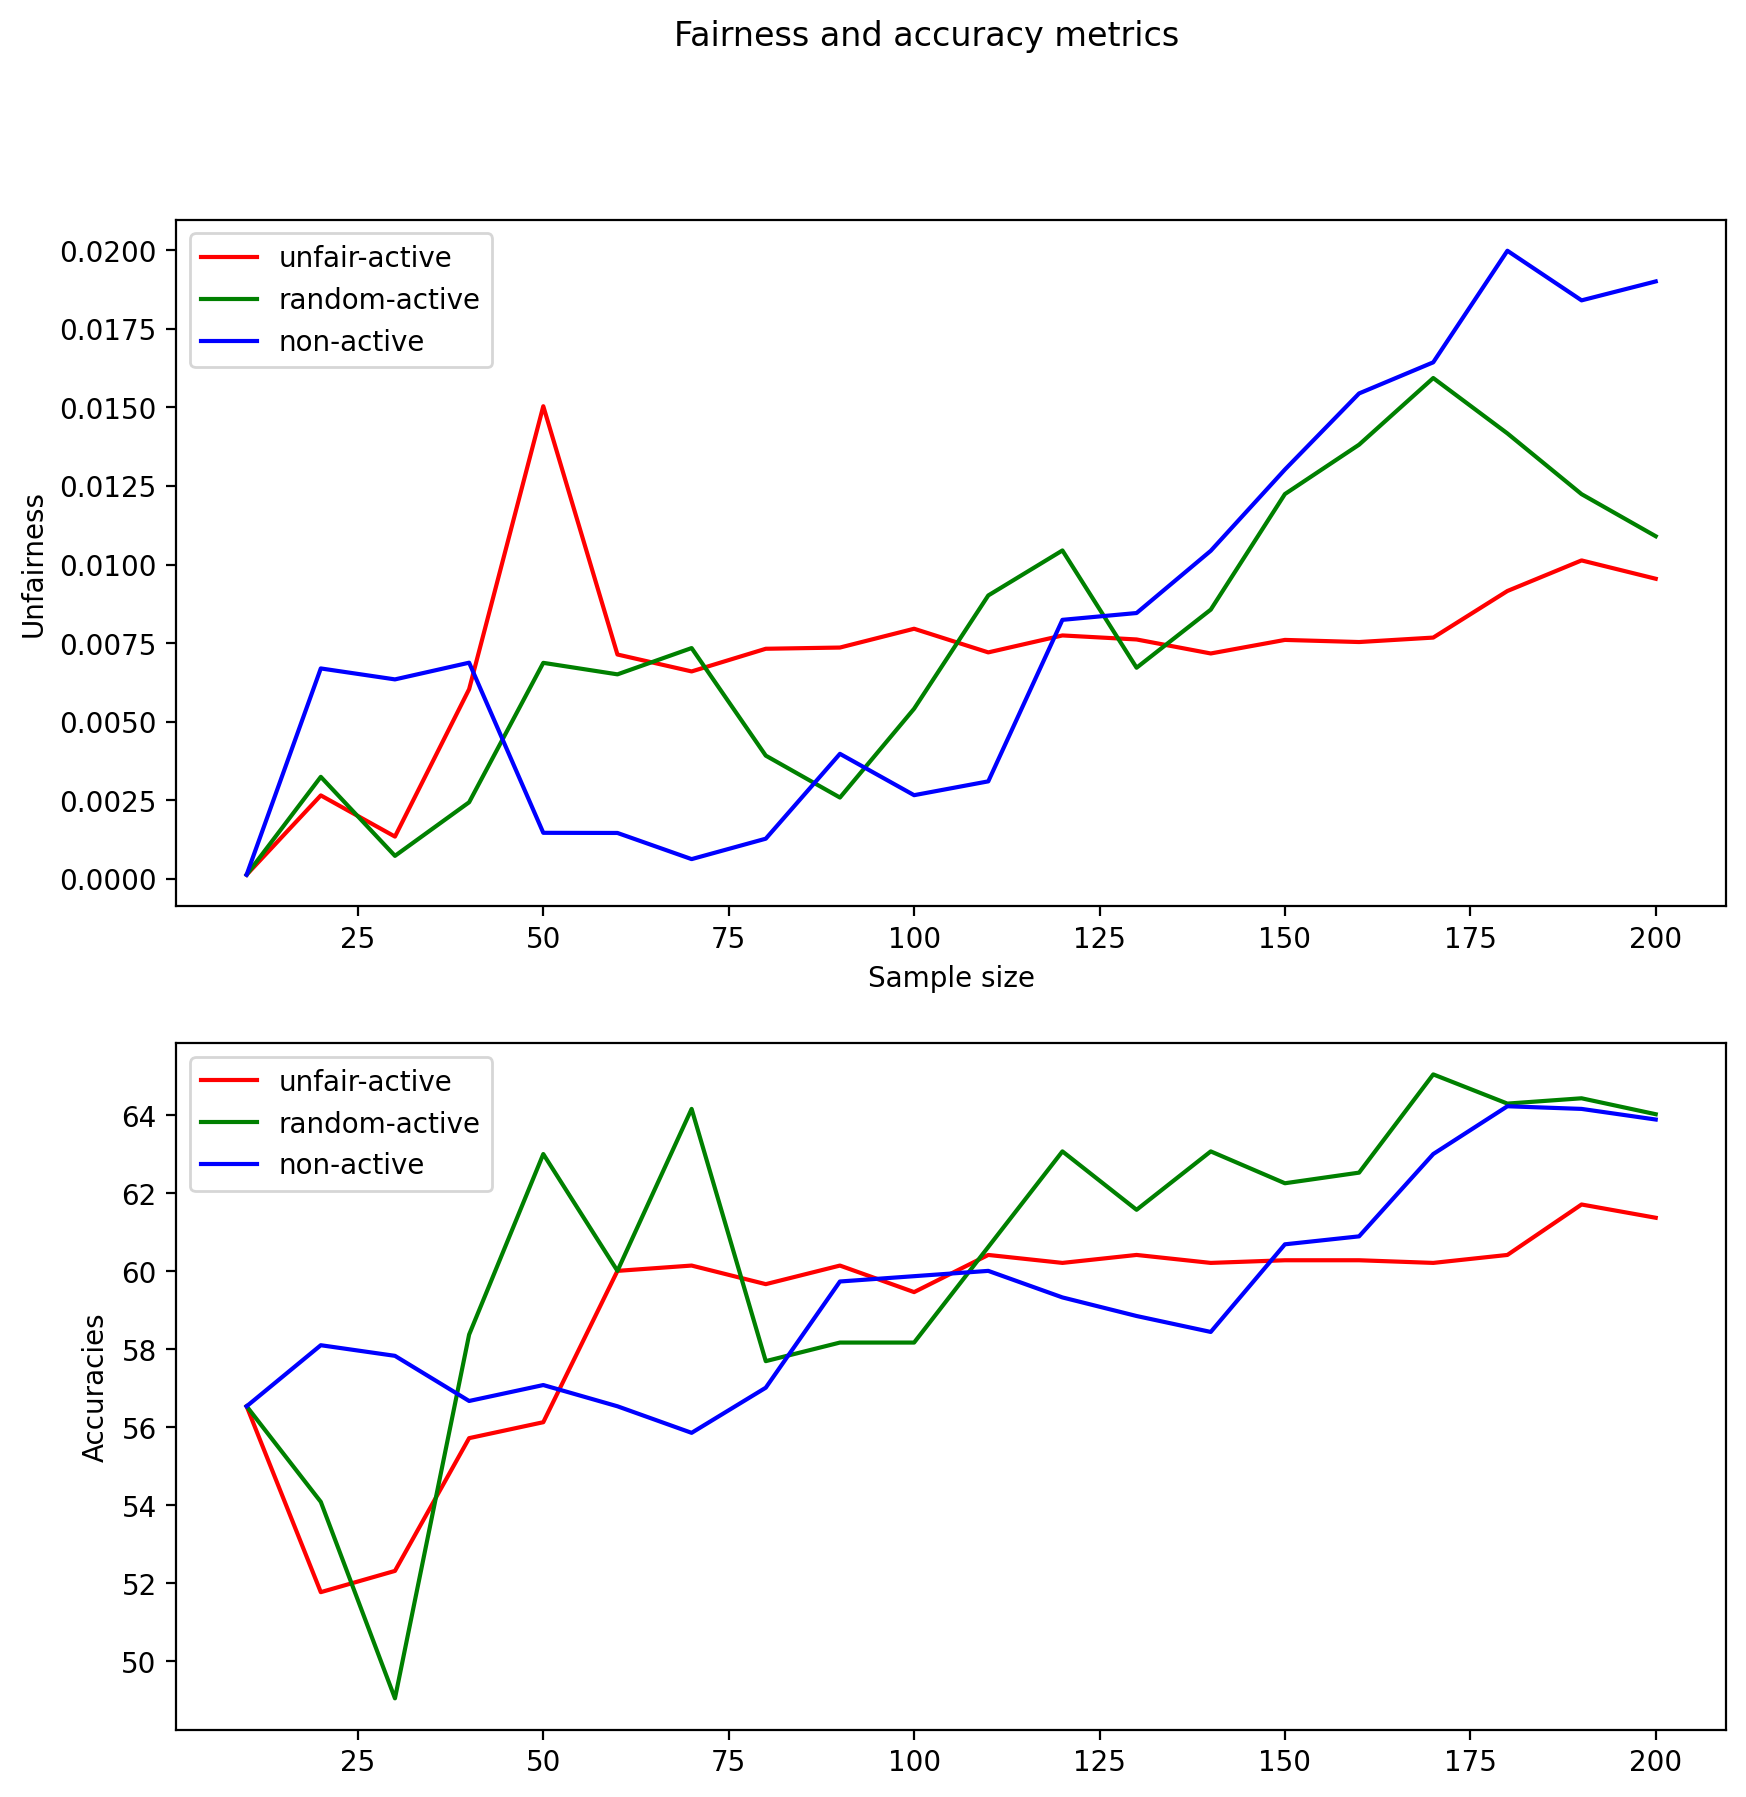 Fairness and accuracy metrics
unfair-active
random-active
non-active
0.0200
0.0175
0.0150
0.0125
0.0100
0.0075
0.0050
0.0025
0.0000
Unfairness
25 50 75 100 125 150 175 200
Sample size
unfair-active
random-active
non-active
64
62
60
58
56
54
52
50
Accuracies
25 50 75 100 125 150 175 200